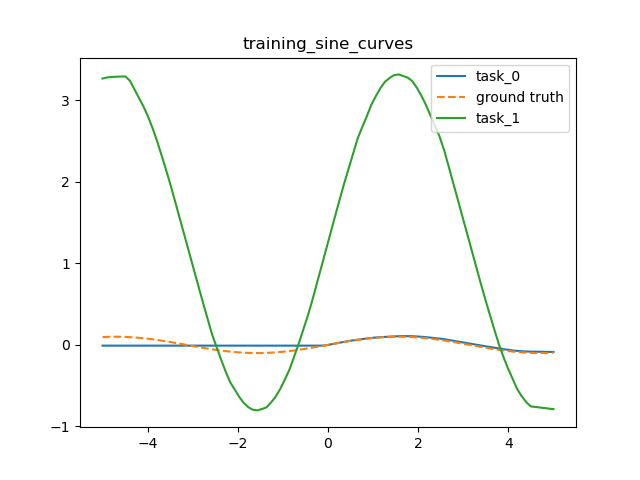 training_sine_curves
task_0
ground truth
task_1
3
2
1
0
−1
−4
−2
0
2
4